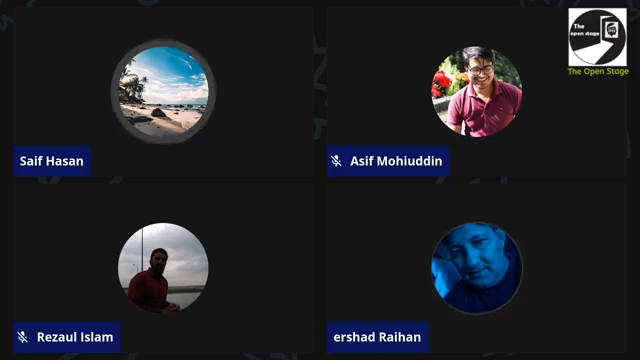 The
open stage
The Open Stage
Saif Hasan
Asif Mohiuddin
Rezaul Islam
ershad Raihan